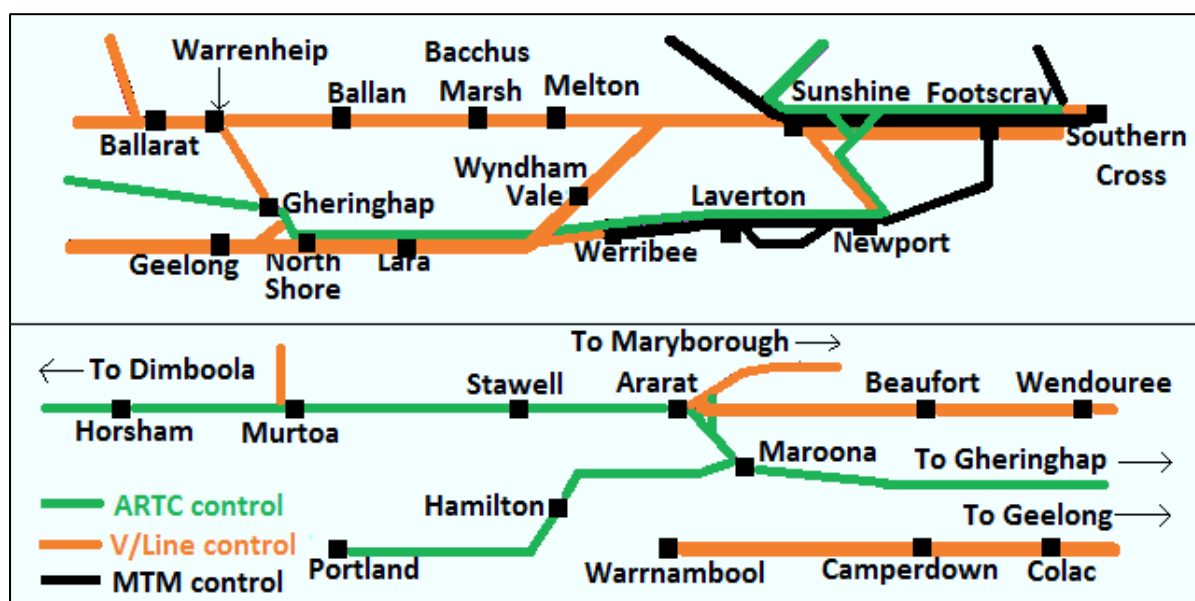 Warrenheip
Bacchus
Marsh
Ballan
Melton
Sunshine
Footscray
Ballarat
Southern
Cross
Wyndham
Vale
Laverton
Gheringhap
Geelong
North
Shore
Lara
Werribee
Newport
To Maryborough
To Dimboola
Stawell
Ararat
Beaufort
Wendouree
Horsham
Murtoa
Maroona
To Gheringhap
ARTC control
Hamilton
To Geelong
V/Line control
MTM control
Portland
Warrnambool
Camperdown
Colac